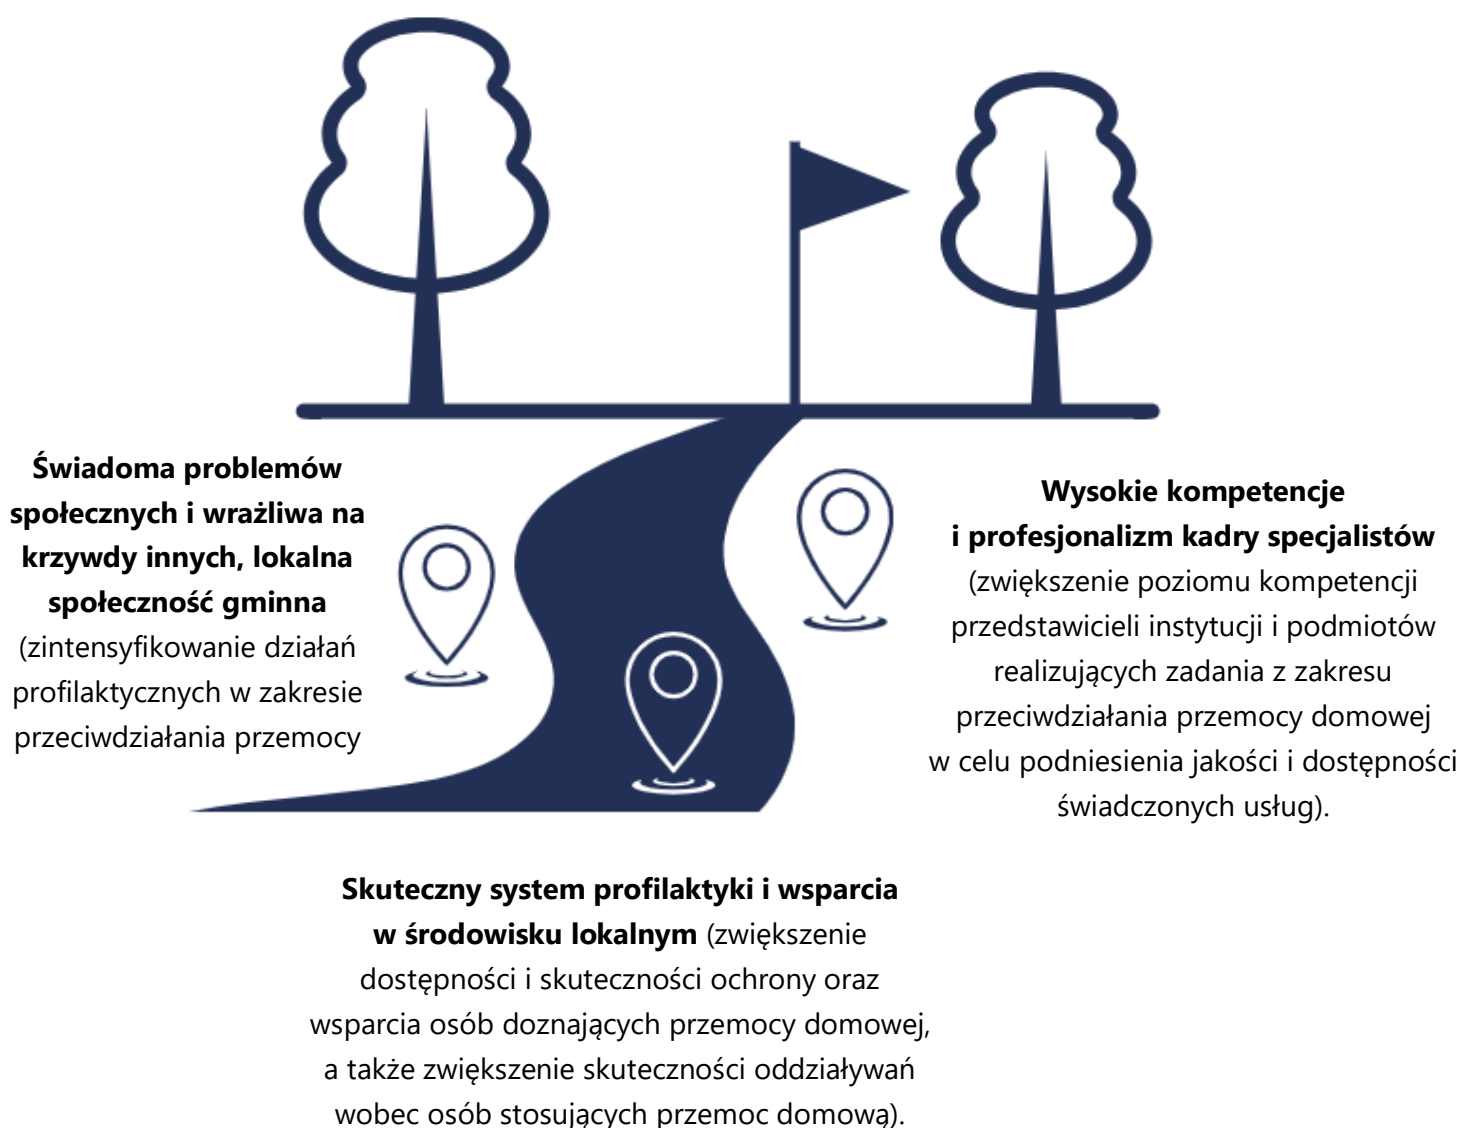 Świadoma problemów
społecznych i wrażliwa na
krzywdy innych, lokalna
społeczność gminna
(zintensyfikowanie działań
profilaktycznych w zakresie
przeciwdziałania przemocy
Wysokie kompetencje
i profesjonalizm kadry specjalistów
(zwiększenie poziomu kompetencji
przedstawicieli instytucji i podmiotów
realizujących zadania z zakresu
przeciwdziałania przemocy domowej
w celu podniesienia jakości i dostępności
świadczonych usług).
Skuteczny system profilaktyki i wsparcia
w środowisku lokalnym (zwiększenie
dostępności i skuteczności ochrony oraz
wsparcia osób doznających przemocy domowej,
a także zwiększenie skuteczności oddziaływań
wobec osób stosujących przemoc domową).